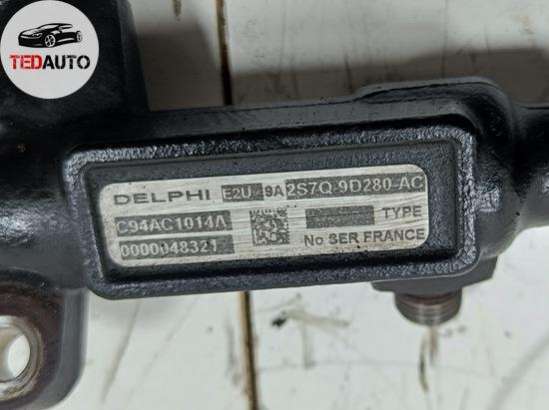 TEDAUTO
DELPHI E2U 9A 2S7Q-9D280-AC
C94AC1014A TYPE
0000048321 No SER FRANCE